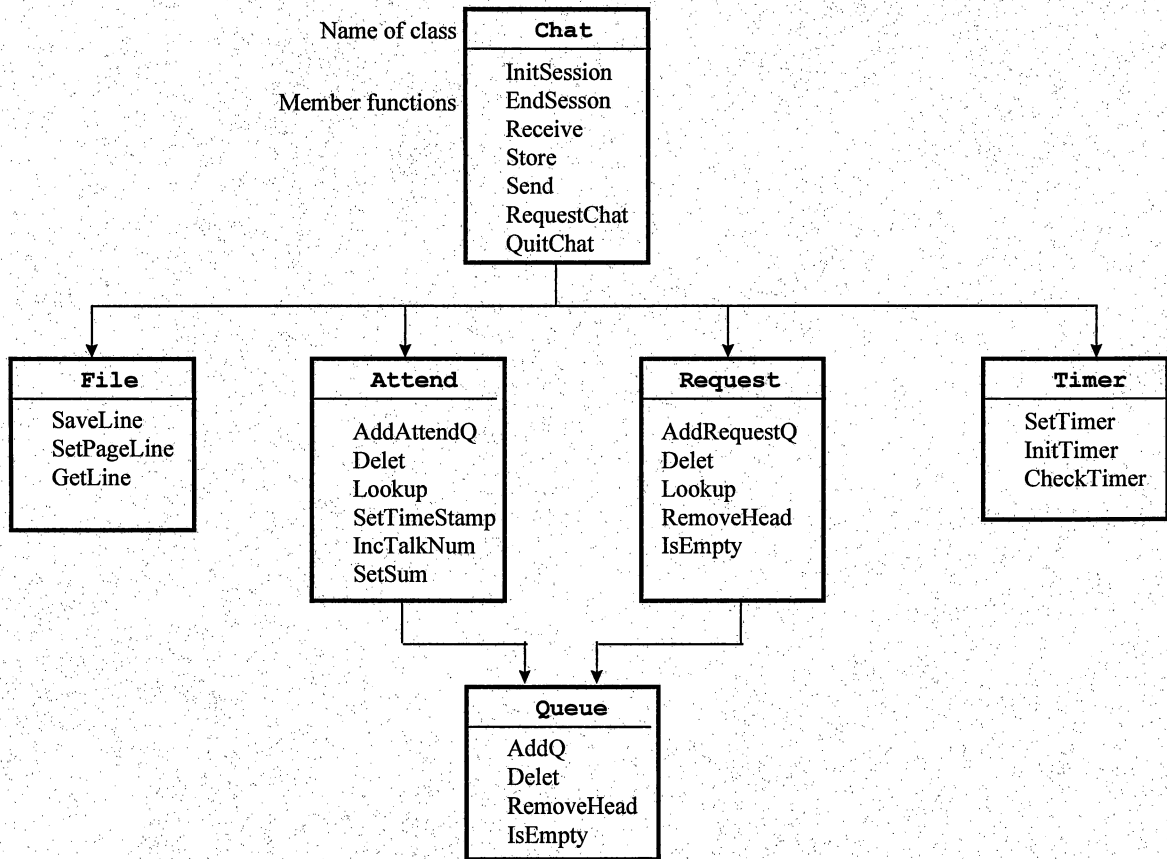 Name of class
Chat
Member functions
InitSession
EndSesson
Receive
Store
Send
RequestChat
QuitChat
File
SaveLine
SetPageLine
GetLine
Attend
AddAttendQ
Delet
Lookup
SetTimeStamp
IncTalkNum
SetSum
Request
AddRequestQ
Delet
Lookup
RemoveHead
IsEmpty
Timer
SetTimer
InitTimer
CheckTimer
Queue
AddQ
Delet
RemoveHead
IsEmpty